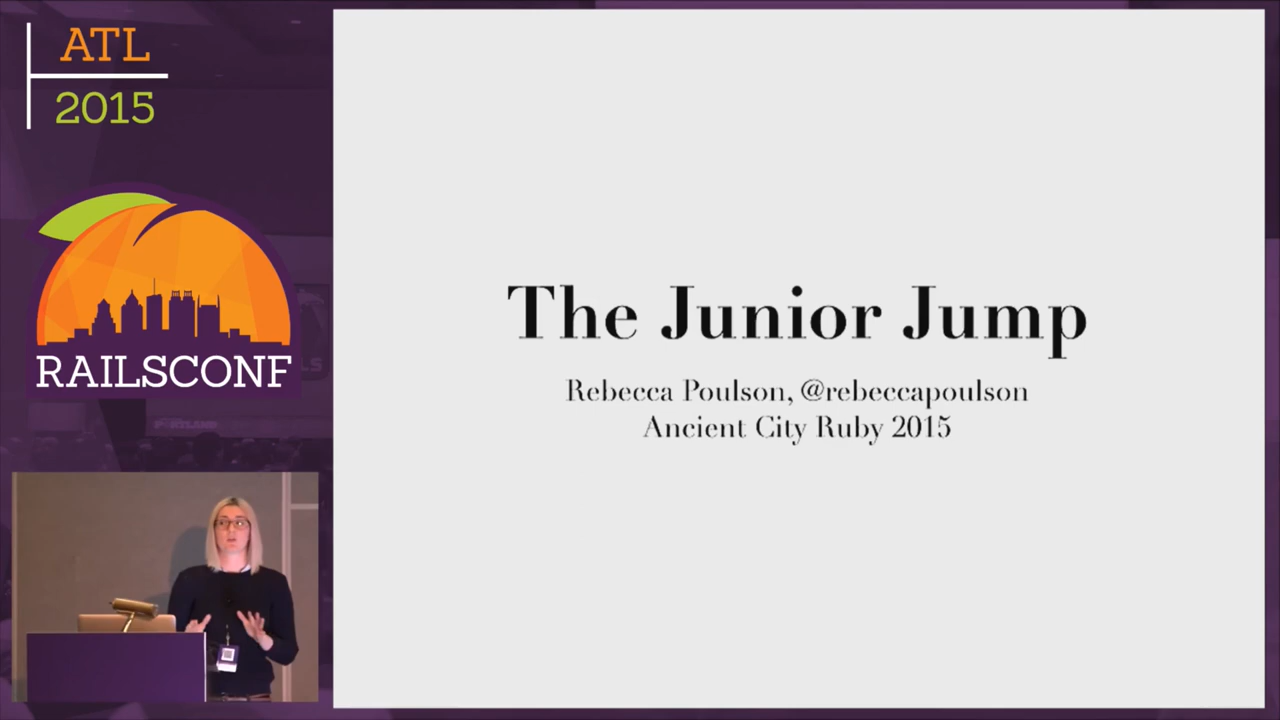 ATL
2015
RAILSCONF
The Junior Jump
Rebecca Poulson, @rebeccapoulson
Ancient City Ruby 2015